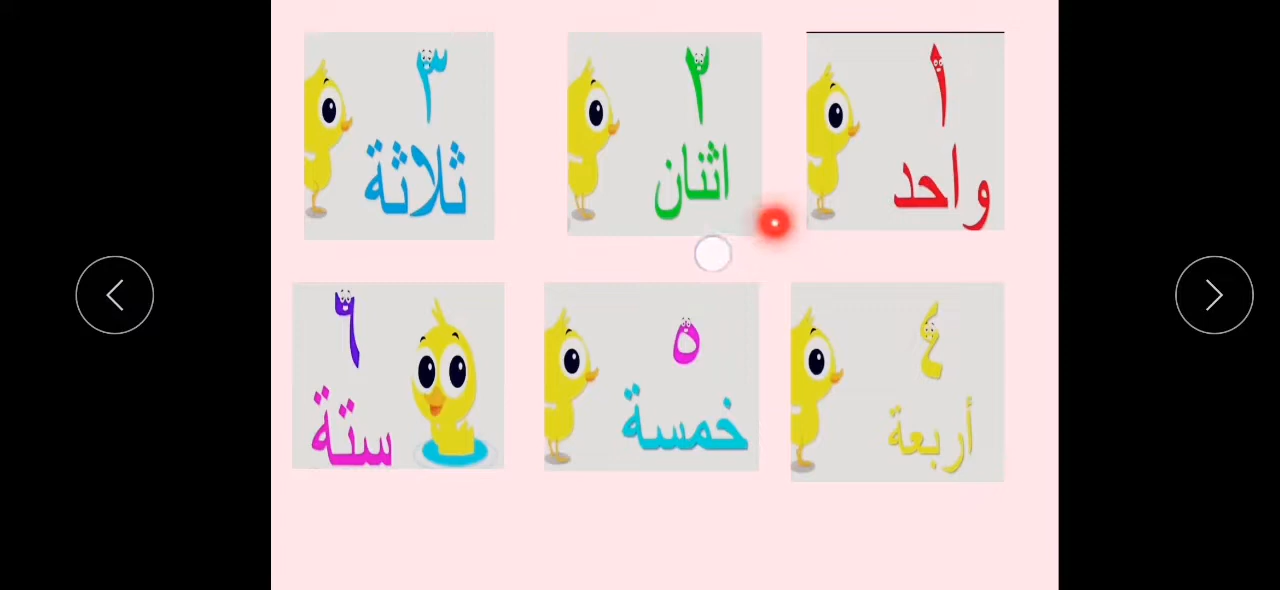 ١
واحد
٢
اثنان
٣
ثلاثة
٤
أربعة
٥
خمسة
٦
ستة